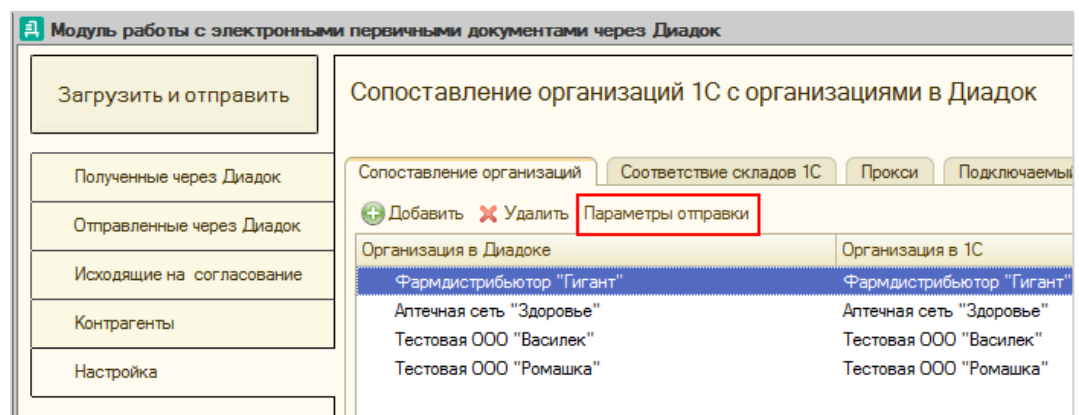 Модуль работы с электронными первичными документами через Диадок
Загрузить и отправить
Сопоставление организаций 1С с организациями в Диадок
Полученные через Диадок
Отправленные через Диадок
Исходящие на согласование
Контрагенты
Настройка
Сопоставление организаций Соответствие складов 1С Прокси Подключаемый
Добавить Удалить Параметры отправки
Организация в Диадоке Организация в 1С
Фармдистрибьютор "Гигант" Фармдистрибьютор "Гигант"
Аптечная сеть "Здоровье" Аптечная сеть "Здоровье"
Тестовая ООО "Василек" Тестовая ООО "Василек"
Тестовая ООО "Ромашка" Тестовая ООО "Ромашка"